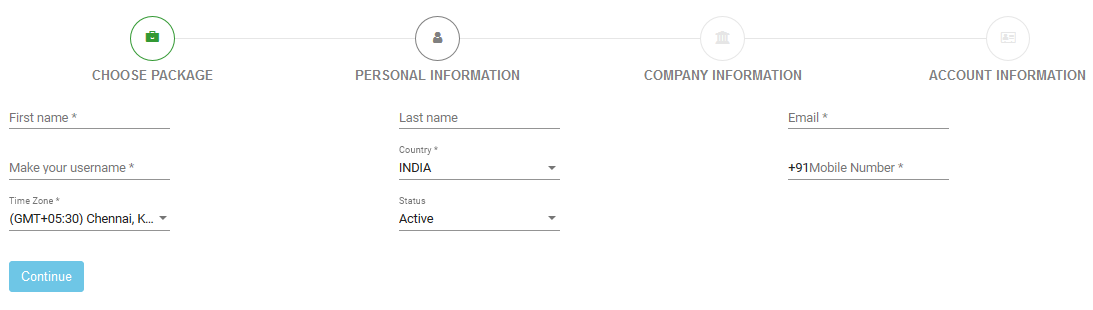 CHOOSE PACKAGE PERSONAL INFORMATION COMPANY INFORMATION ACCOUNT INFORMATION
First name * Last name Email *
Country *
Make your username * INDIA +91Mobile Number *
Time Zone * Status
(GMT+05:30) Chennai, K... Active
Continue